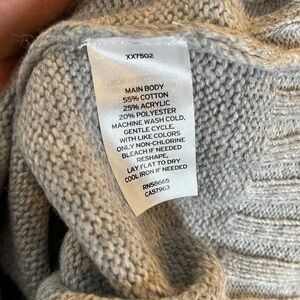 XX7502
MAIN BODY
55% COTTON
25% ACRYLIC
20% POLYESTER
MACHINE WASH COLD,
GENTLE CYCLE,
WITH LIKE COLORS
ONLY NON-CHLORINE
BLEACH IF NEEDED
RESHAPE,
LAY FLAT TO DRY
COOL IRON IF NEEDED
RN58665
CA57963